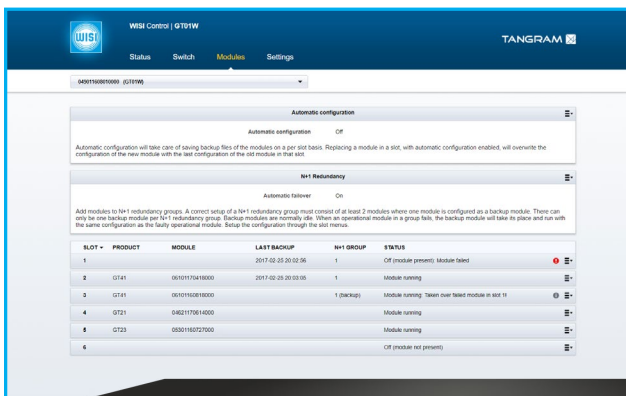 WISI
WISI Control | GT01W
TANGRAM
Status Switch Modules Settings
045011608010000 (GT01W)
Automatic configuration
Automatic configuration Off
Automatic configuration will take care of saving backup files of the modules on a per slot basis. Replacing a module in a slot, with automatic configuration enabled, will overwrite the
configuration of the new module with the last configuration of the old module in that slot.
N+1 Redundancy
Automatic failover On
Add modules to N+1 redundancy groups. A correct setup of a N+1 redundancy group must consist of at least 2 modules where one module is configured as a backup module. There can
only be one backup module per N+1 redundancy group. Backup modules are normally idle. When an operational module in a group fails, the backup module will take its place and run with
the same configuration as the faulty operational module. Setup the configuration through the slot menus.
SLOT PRODUCT MODULE LAST BACKUP N+1 GROUP STATUS
1 2017-02-25 20:02:56 1 Off (module present): Module failed
2 GT41 06101170418000 2017-02-25 20:03:05 1 Module running
3 GT41 06101160818000 1 (backup) Module running: Taken over failed module in slot 1!
4 GT21 04621170614000 Module running
5 GT23 05301160727000 Module running
6 Off (module not present)